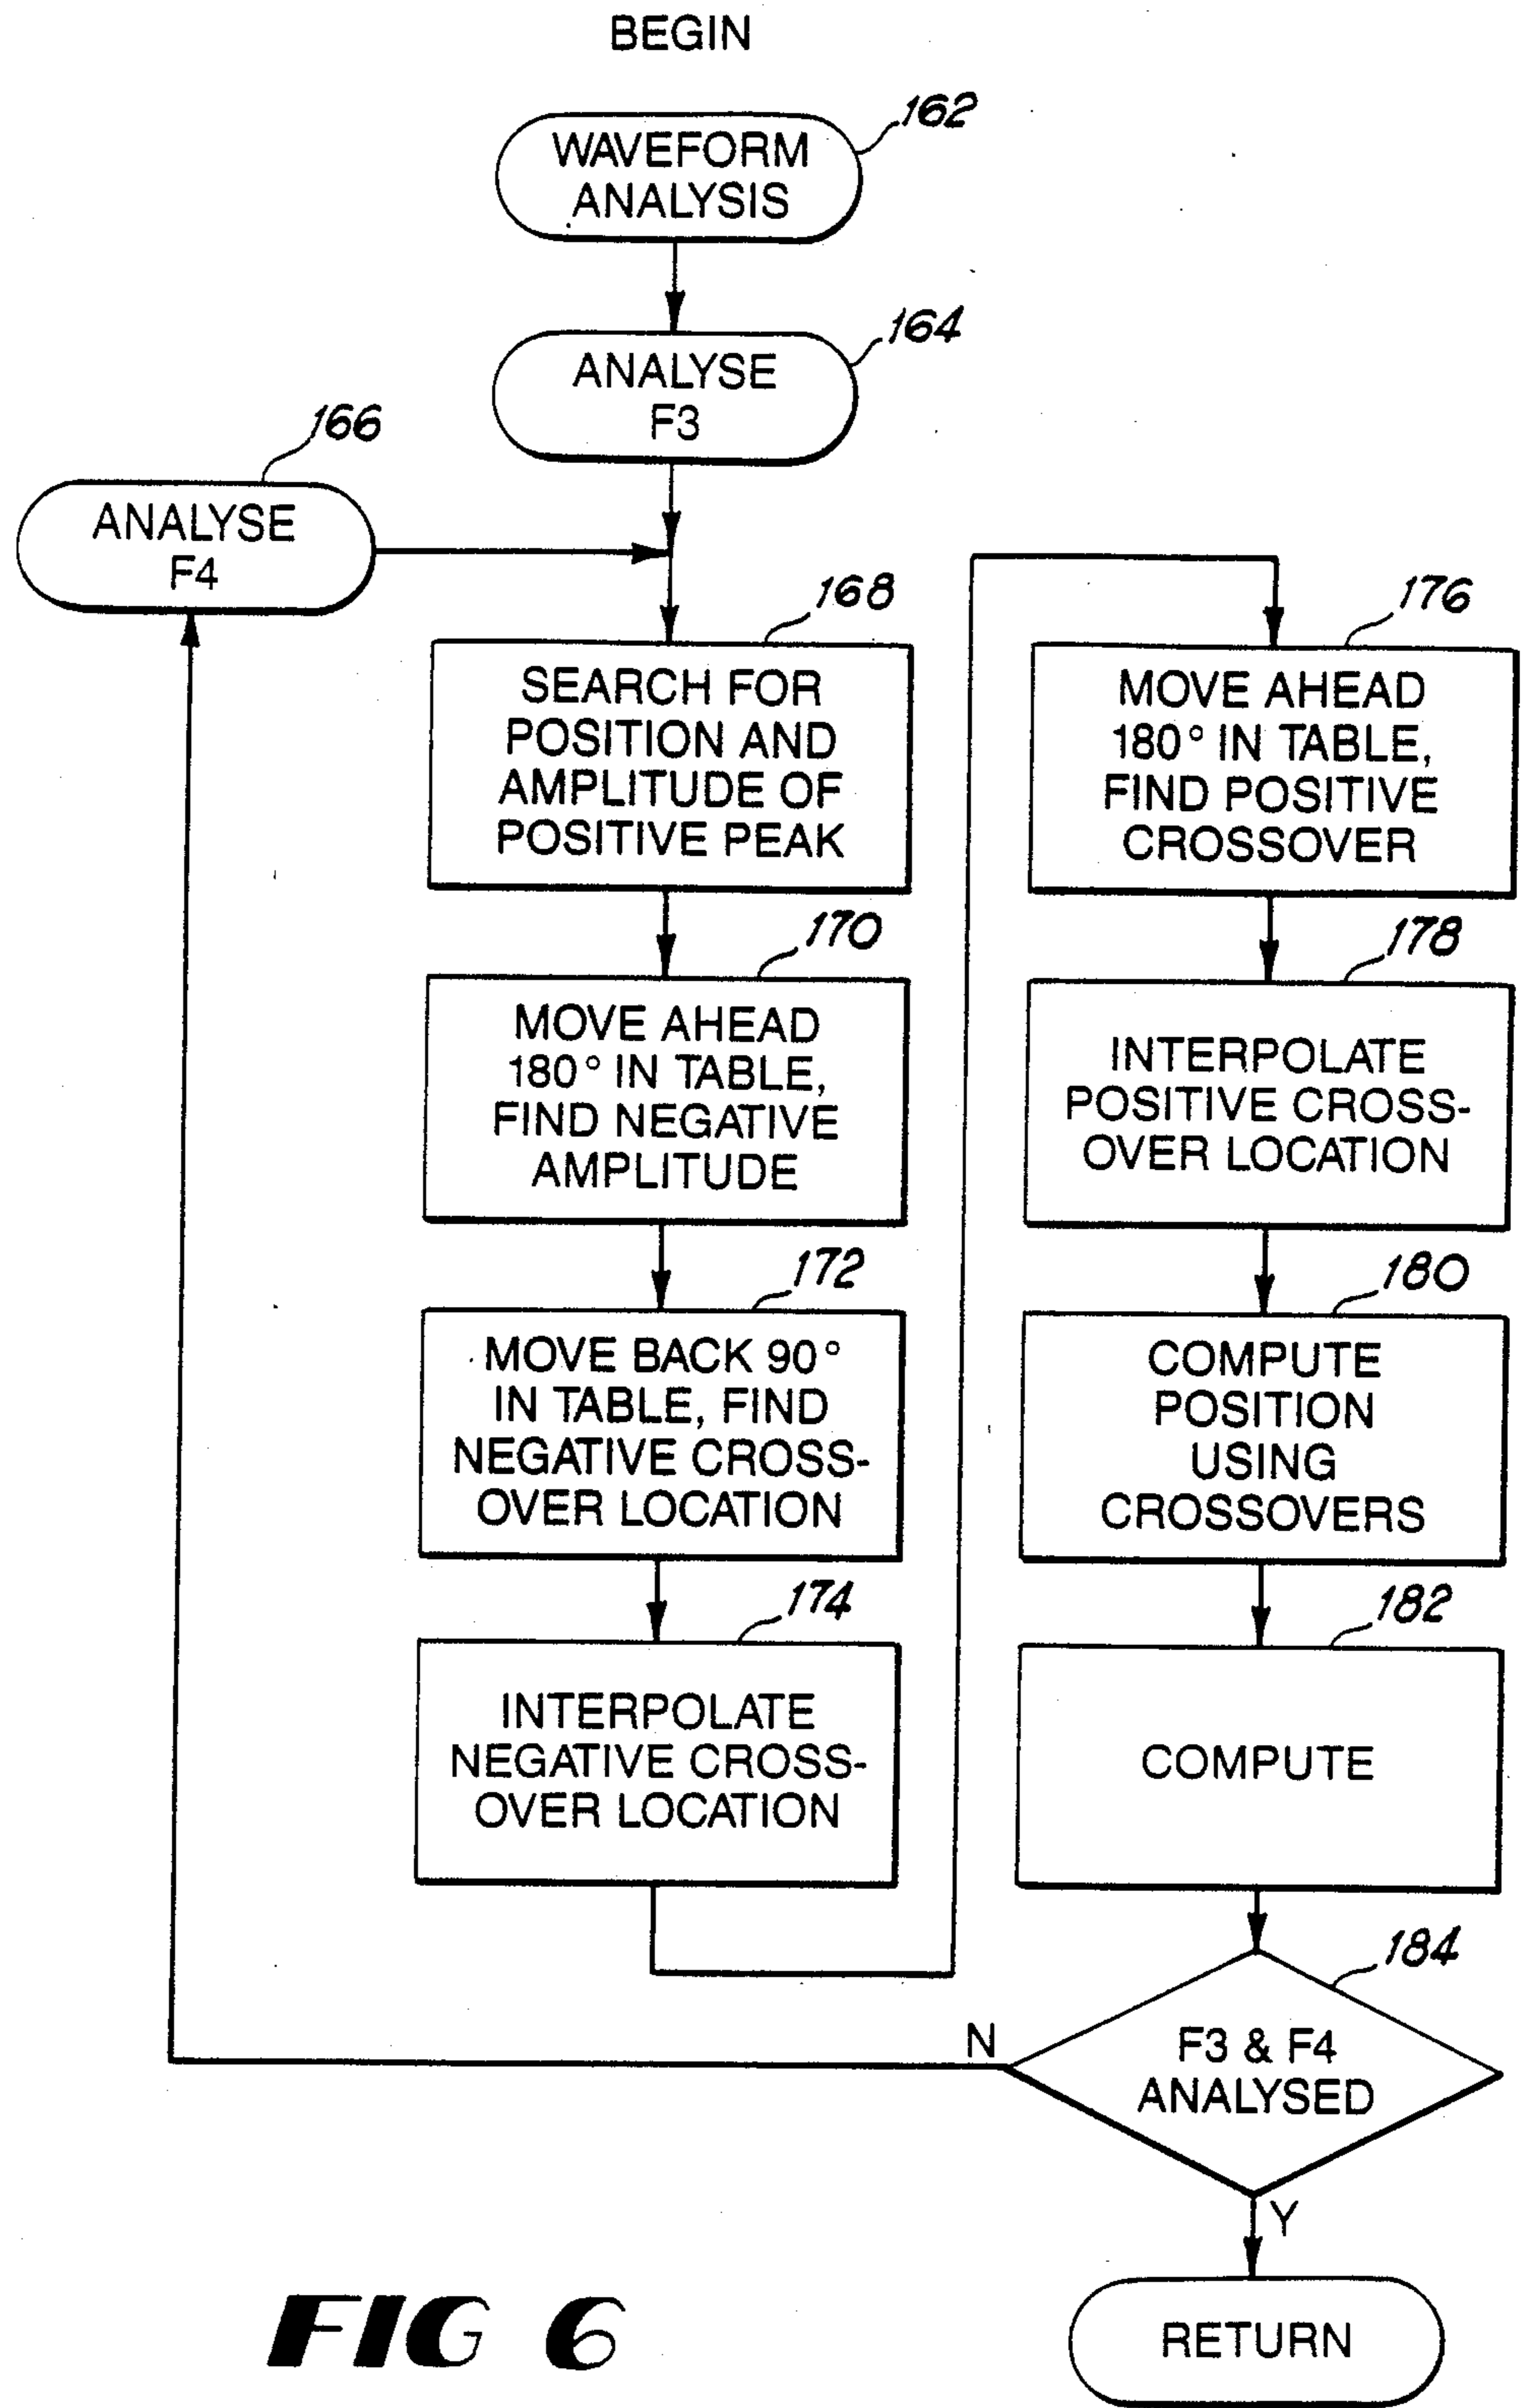 BEGIN
162
WAVEFORM
ANALYSIS
164
ANALYSE
F3
166
ANALYSE
F4
168
SEARCH FOR
POSITION AND
AMPLITUDE OF
POSITIVE PEAK
170
MOVE AHEAD
180° IN TABLE,
FIND NEGATIVE
AMPLITUDE
172
MOVE BACK 90°
IN TABLE, FIND
NEGATIVE CROSS-
OVER LOCATION
174
INTERPOLATE
NEGATIVE CROSS-
OVER LOCATION
176
MOVE AHEAD
180° IN TABLE,
FIND POSITIVE
CROSSOVER
178
INTERPOLATE
POSITIVE CROSS-
OVER LOCATION
180
COMPUTE
POSITION
USING
CROSSOVERS
182
COMPUTE
184
N
F3 & F4
ANALYSED
Y
RETURN
FIG 6